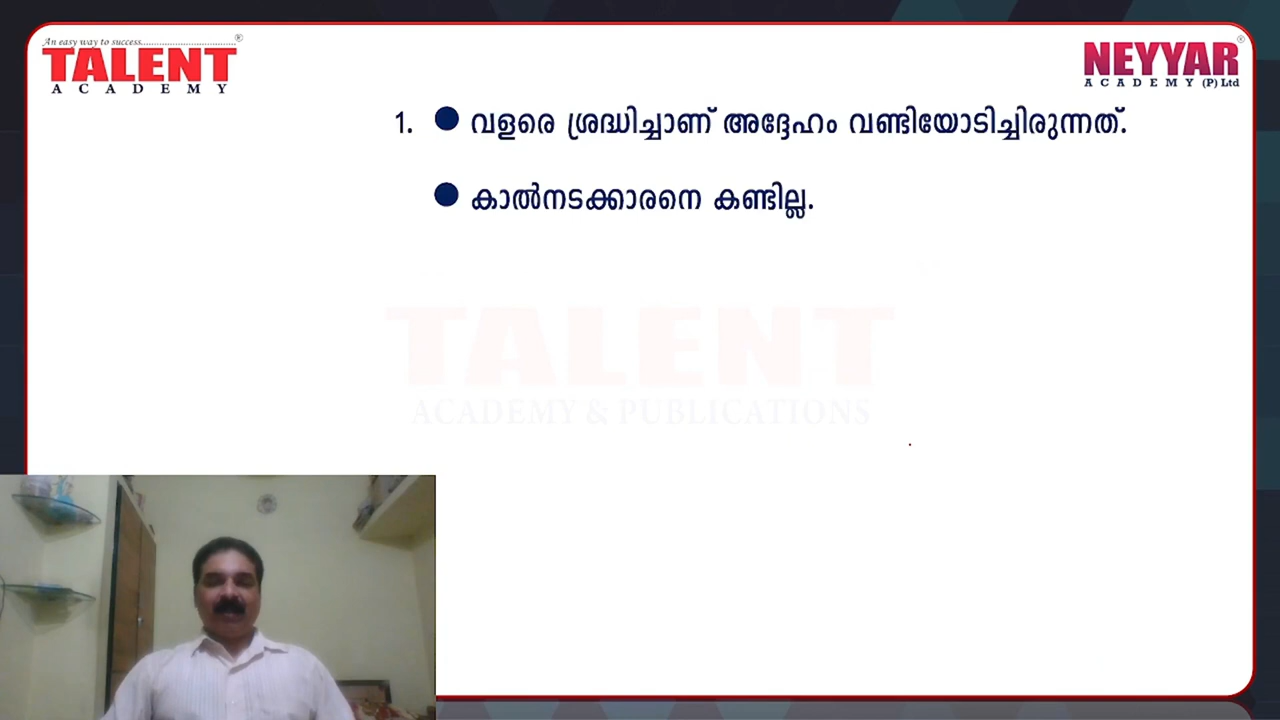 An easy way to success
TALENT
ACADEMY
NEYYAR
ACADEMY (P) Ltd
1. ● വളരെ ശ്രദ്ധിച്ചാണ് അദ്ദേഹം വണ്ടിയോടിച്ചിരുന്നത്.
● കാൽനടക്കാരനെ കണ്ടില്ല.
TALENT
ACADEMY & PUBLICATIONS